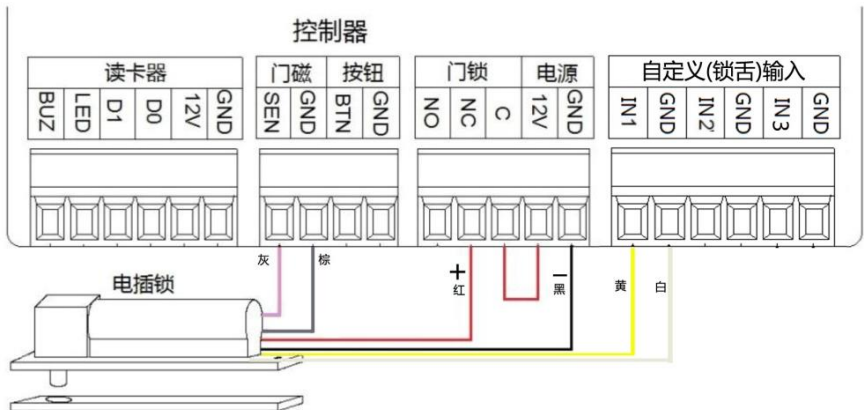 控制器
读卡器 门磁 按钮 门锁 电源 自定义(锁舌)输入
BUZ LED D1 D0 12V GND SEN GND BTN GND NO NC C 12V GND IN1 GND IN2 GND IN3 GND
灰 棕 + 红 − 黑 黄 白
电插锁